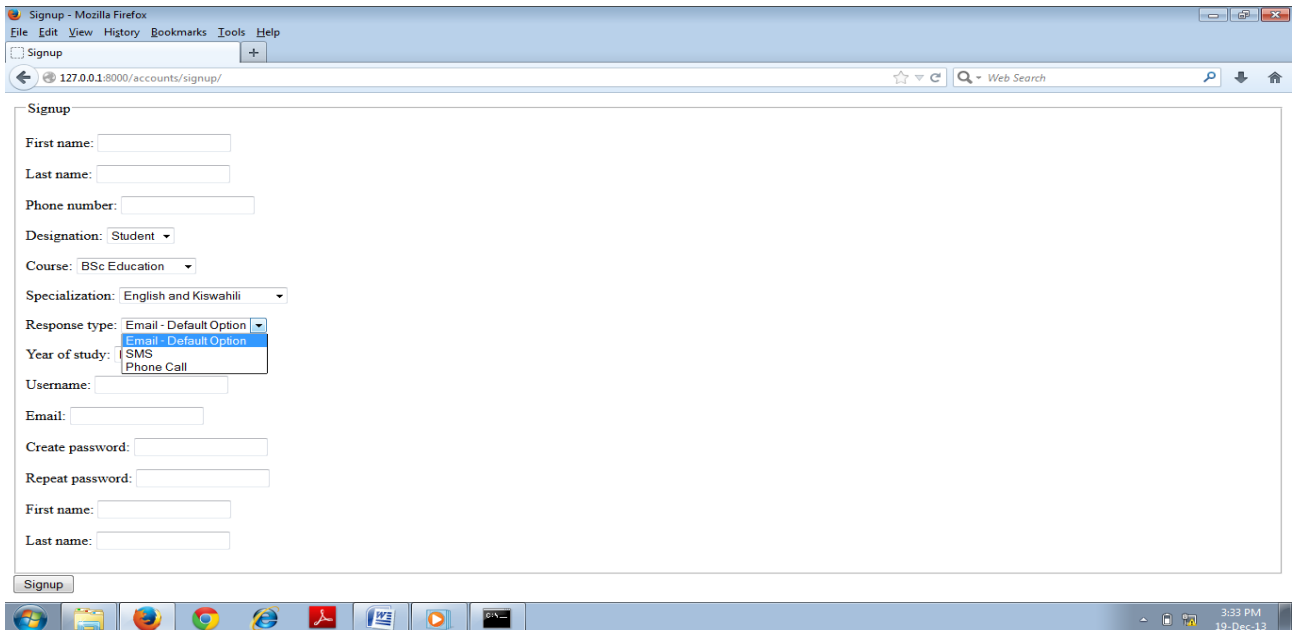 Signup - Mozilla Firefox
File Edit View History Bookmarks Tools Help
Signup +
127.0.0.1:8000/accounts/signup/ Web Search
Signup
First name:
Last name:
Phone number:
Designation: Student
Course: BSc Education
Specialization: English and Kiswahili
Response type: Email - Default Option
Email - Default Option
Year of study: SMS
Phone Call
Username:
Email:
Create password:
Repeat password:
First name:
Last name:
Signup
3:33 PM
19-Dec-13